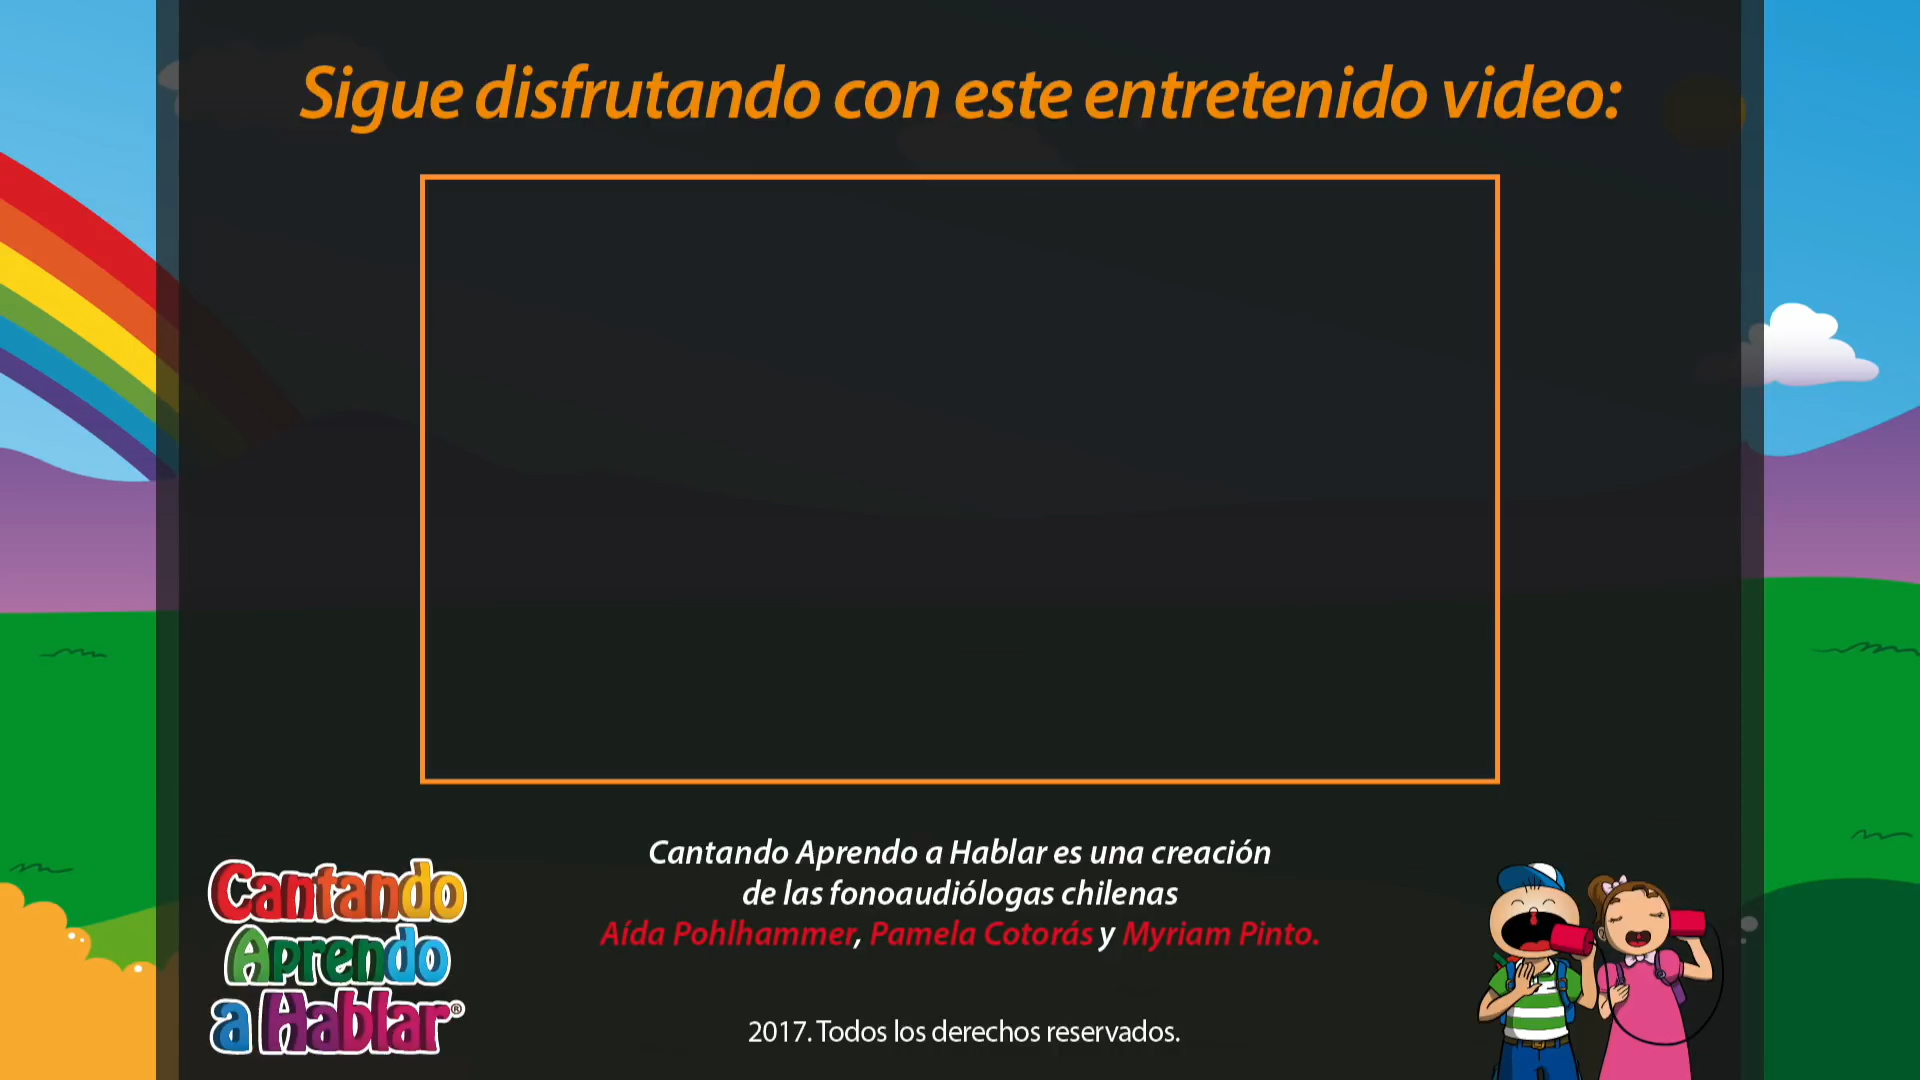 Sigue disfrutando con este entretenido video:
Cantando Aprendo a Hablar es una creación
de las fonoaudiólogas chilenas
Aída Pohlhammer, Pamela Cotorás y Myriam Pinto.
2017. Todos los derechos reservados.
Cantando
Aprendo
a Hablar®